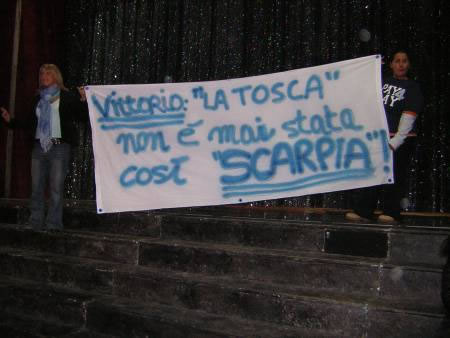 Vittorio: "LA TOSCA"
non è mai stata
così "SCARPIA"!